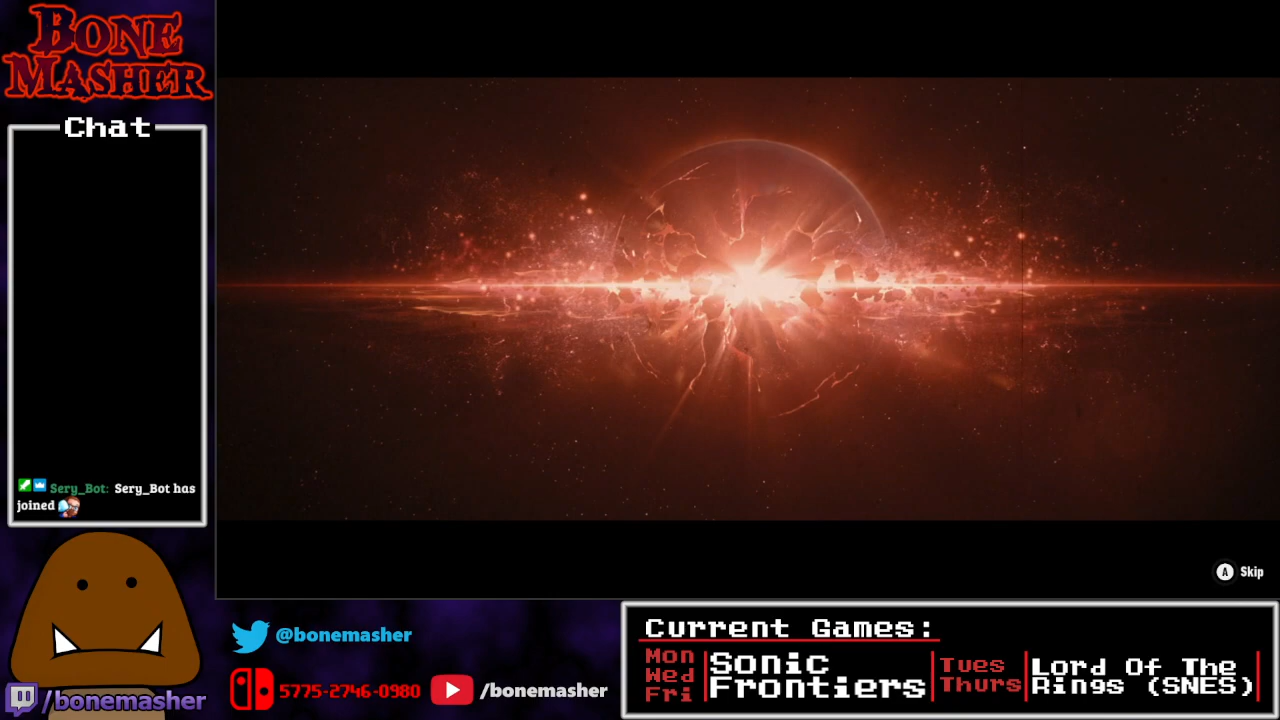 BONE
MASHER
Chat
Sery_Bot: Sery_Bot has
joined
/bonemasher
@bonemasher
5775-2746-0980
/bonemasher
A Skip
Current Games:
Mon
Wed
Fri
Sonic
Frontiers
Tues
Thurs
Lord Of The
Rings (SNES)